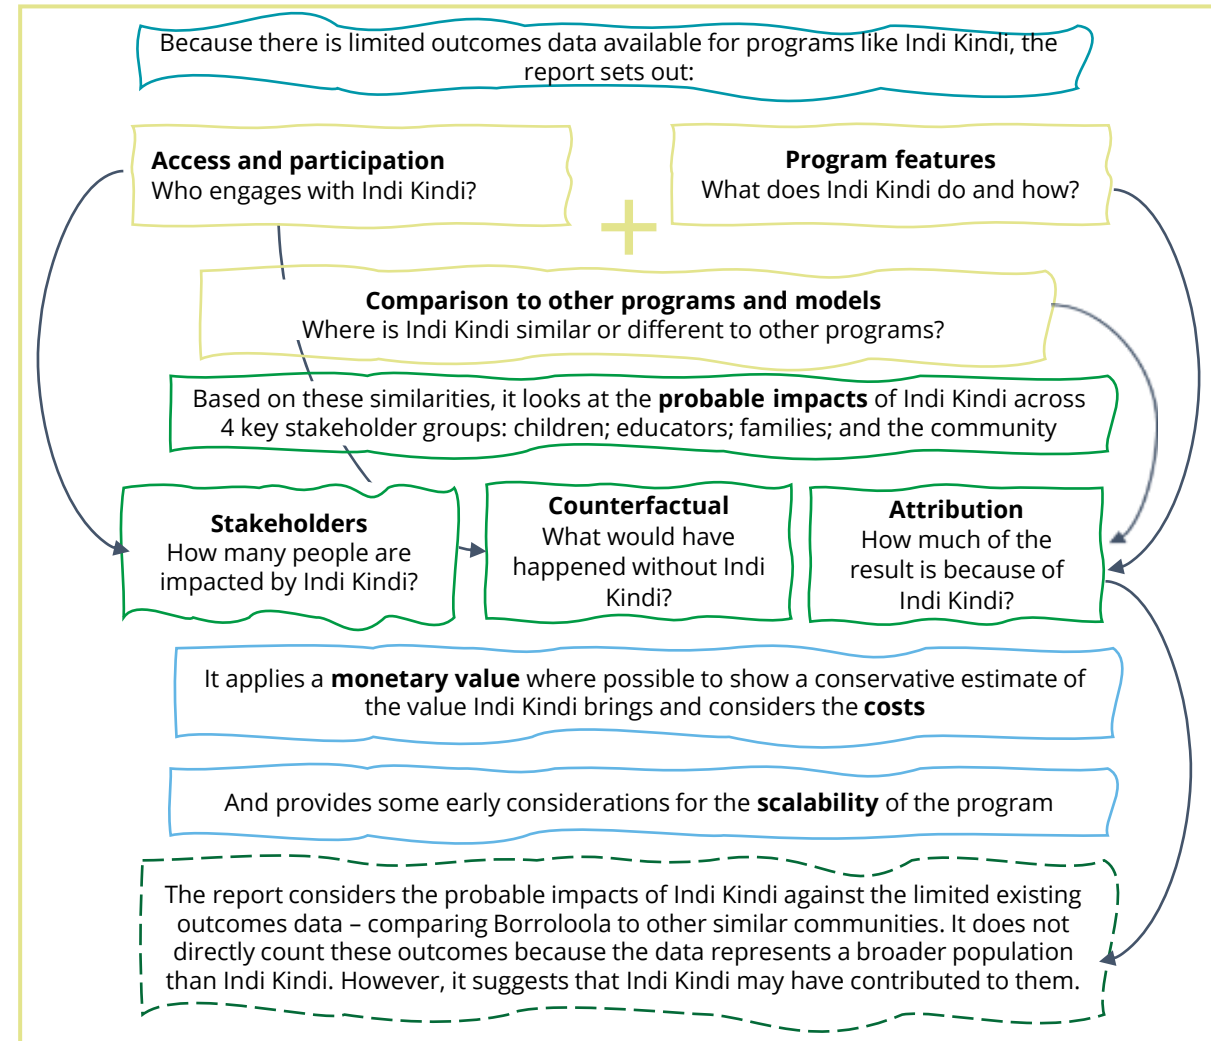 Because there is limited outcomes data available for programs like Indi Kindi, the
report sets out:
Access and participation
Who engages with Indi Kindi?
Program features
What does Indi Kindi do and how?
+
Comparison to other programs and models
Where is Indi Kindi similar or different to other programs?
Based on these similarities, it looks at the probable impacts of Indi Kindi across
4 key stakeholder groups: children; educators; families; and the community
Stakeholders
How many people are
impacted by Indi Kindi?
Counterfactual
What would have
happened without Indi
Kindi?
Attribution
How much of the
result is because of
Indi Kindi?
It applies a monetary value where possible to show a conservative estimate of
the value Indi Kindi brings and considers the costs
And provides some early considerations for the scalability of the program
The report considers the probable impacts of Indi Kindi against the limited existing
outcomes data – comparing Borroloola to other similar communities. It does not
directly count these outcomes because the data represents a broader population
than Indi Kindi. However, it suggests that Indi Kindi may have contributed to them.